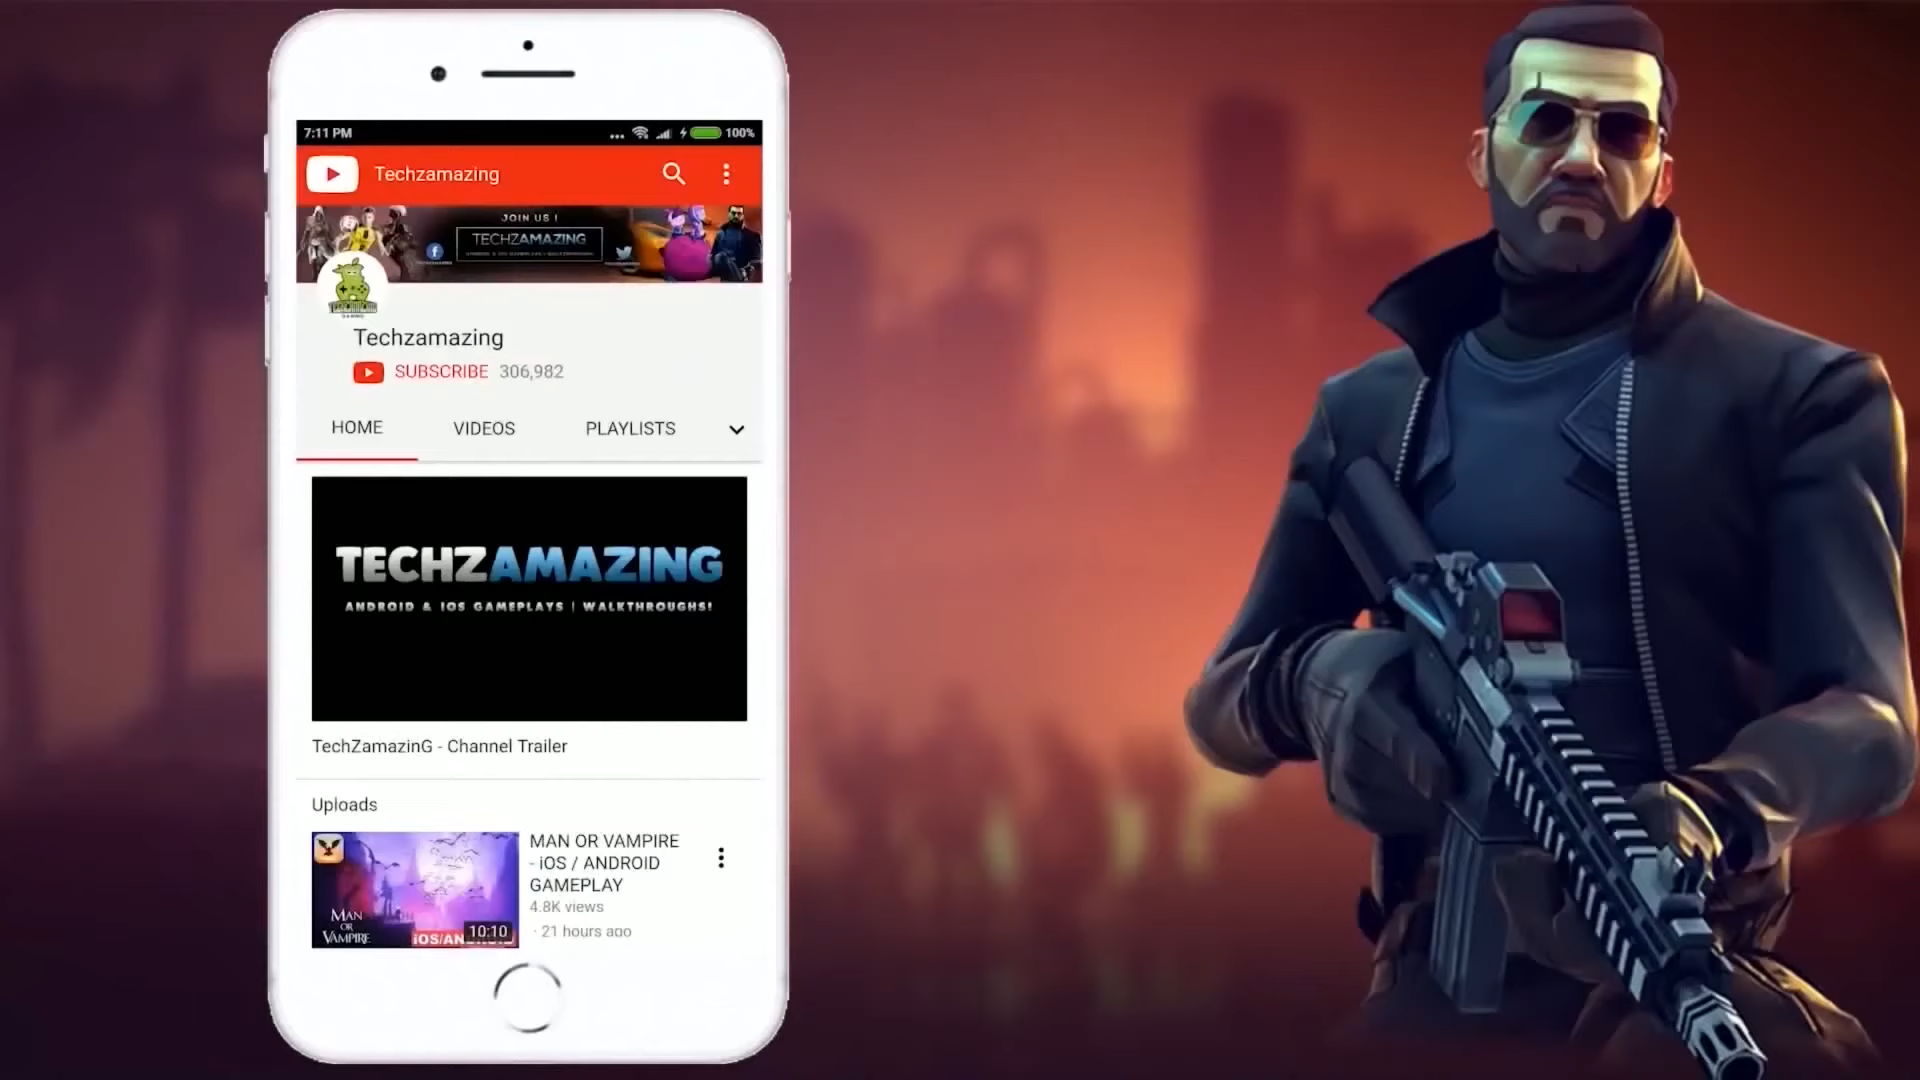 7:11 PM
100%
Techzamazing
JOIN US !
TECHZAMAZING
Techzamazing
SUBSCRIBE 306,982
HOME VIDEOS PLAYLISTS
TECHZAMAZING
ANDROID & IOS GAMEPLAYS | WALKTHROUGHS!
TechZamazinG - Channel Trailer
Uploads
MAN OR VAMPIRE
- iOS / ANDROID
GAMEPLAY
4.8K views
· 21 hours ago
MAN
OR
VAMPIRE
10:10